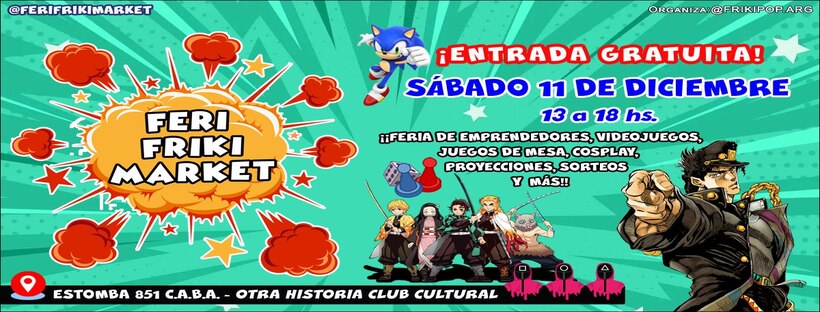 @FERIFRIKIMARKET
ORGANIZA: @FRIKIPOP.ARG
FERI
FRIKI
MARKET
¡ENTRADA GRATUITA!
SÁBADO 11 DE DICIEMBRE
13 a 18 hs.
¡¡FERIA DE EMPRENDEDORES, VIDEOJUEGOS,
JUEGOS DE MESA, COSPLAY,
PROYECCIONES, SORTEOS
Y MÁS!!
ESTOMBA 851 C.A.B.A. - OTRA HISTORIA CLUB CULTURAL